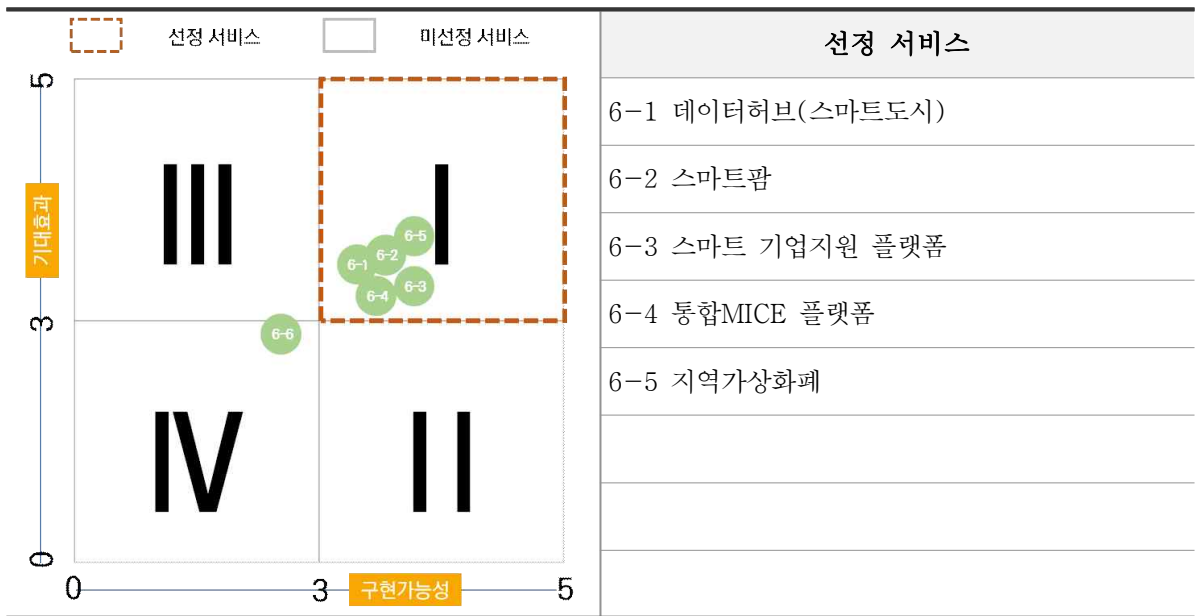 선정 서비스
미선정 서비스
5
III
I
기대효과
6-5
6-2
6-1
6-3
6-4
3
6-6
IV
II
0
0
3
구현가능성
5
선정 서비스
6-1 데이터허브(스마트도시)
6-2 스마트팜
6-3 스마트 기업지원 플랫폼
6-4 통합MICE 플랫폼
6-5 지역가상화폐